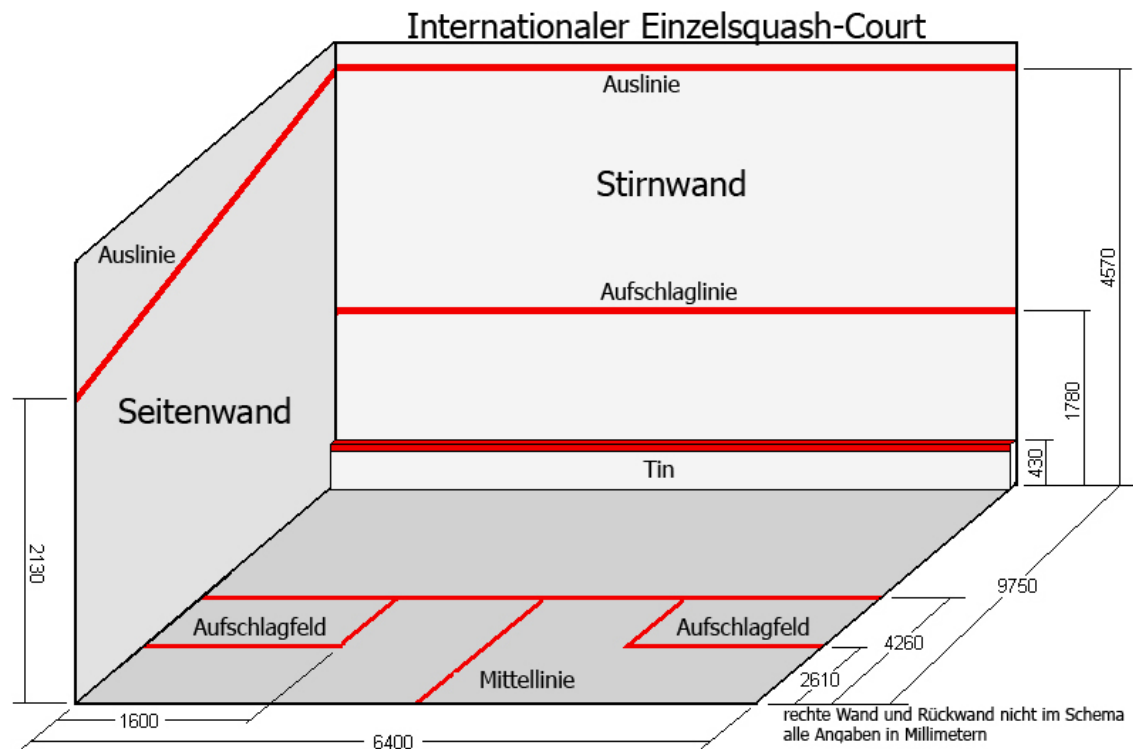 Internationaler Einzelsquash-Court
Auslinie
Stirnwand
Auslinie
4570
Aufschlaglinie
1780
Seitenwand
430
Tin
2130
9750
Aufschlagfeld
Aufschlagfeld
4260
Mittellinie
2610
1600
6400
rechte Wand und Rückwand nicht im Schema
alle Angaben in Millimetern